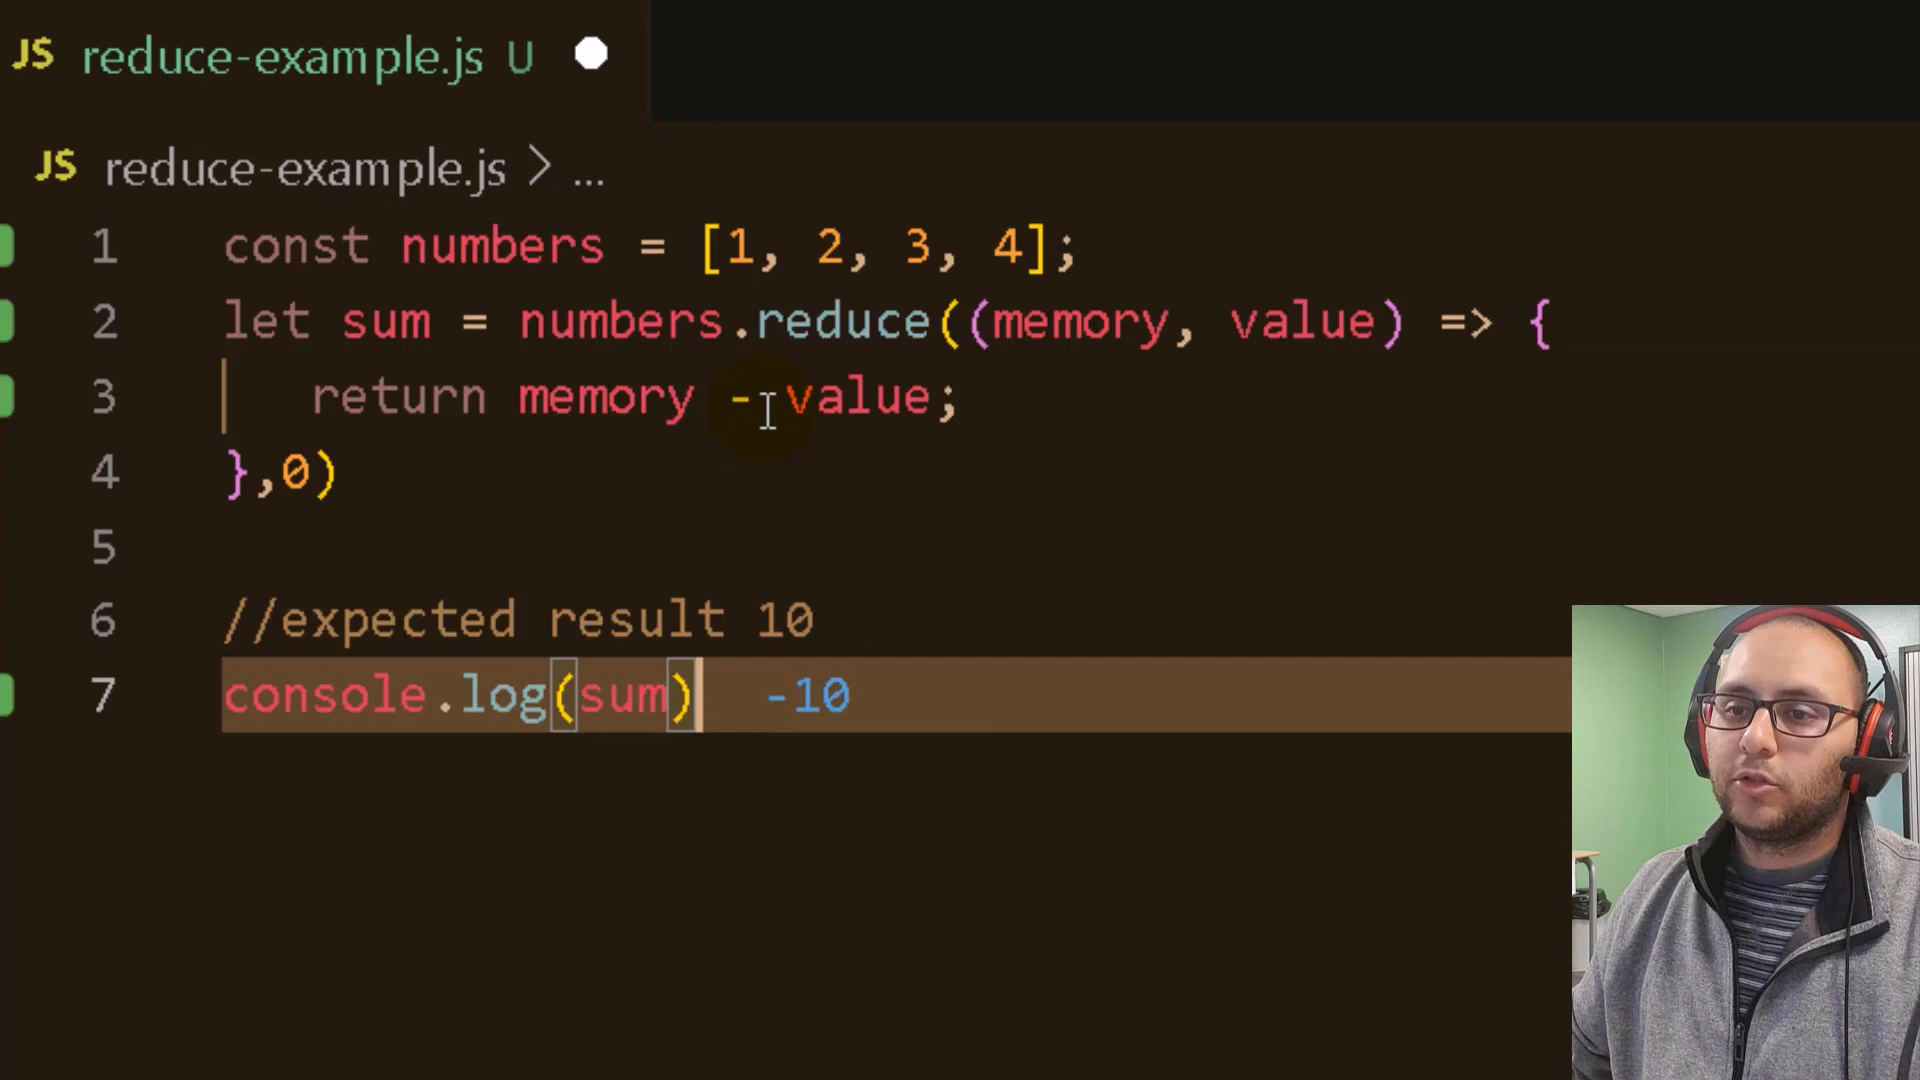 JS reduce-example.js U
JS reduce-example.js > ...
1 const numbers = [1, 2, 3, 4];
2 let sum = numbers.reduce((memory, value) => {
3 return memory - value;
4 },0)
5
6 //expected result 10
7 console.log(sum) -10